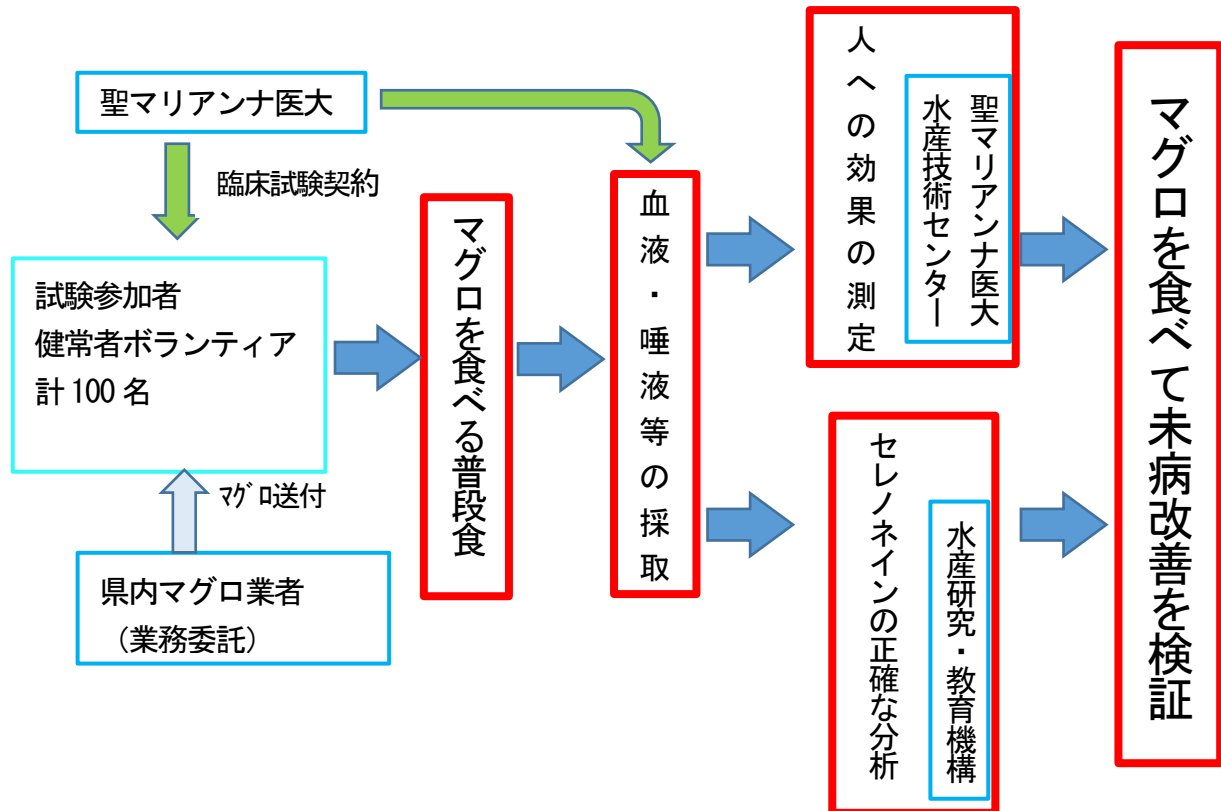 聖マリアンナ医大
臨床試験契約
試験参加者
健常者ボランティア
計100名
ﾏｸﾞﾛ送付
県内マグロ業者
（業務委託）
マグロを食べる普段食
血液・唾液等の採取
人への効果の測定
聖マリアンナ医大
水産技術センター
セレノネインの正確な分析
水産研究・教育機構
マグロを食べて未病改善を検証